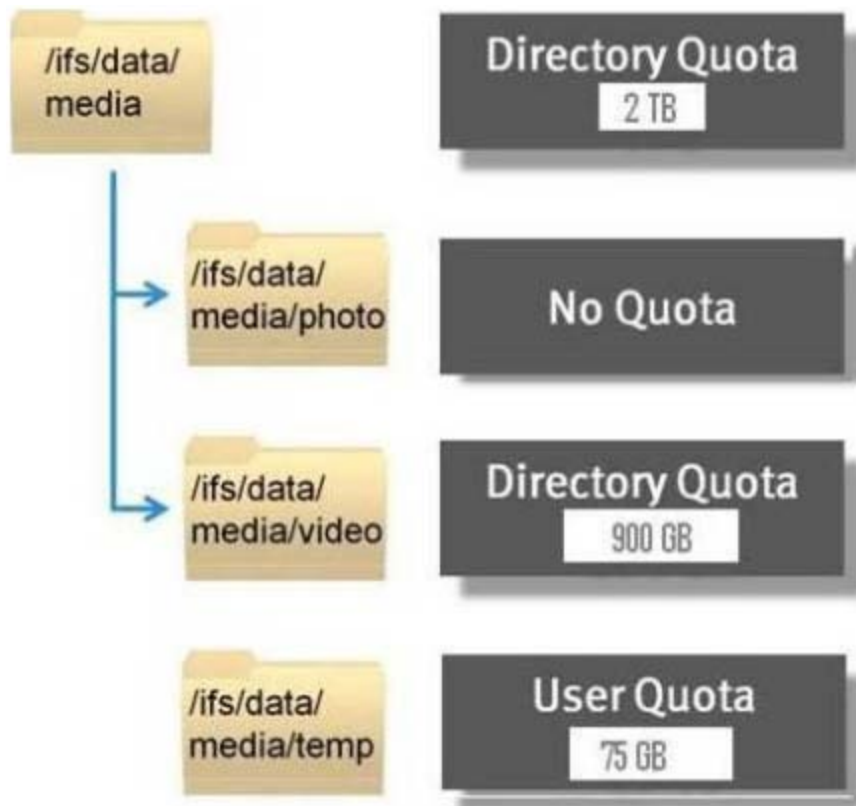 /ifs/data/
media
Directory Quota
2 TB
/ifs/data/
media/photo
No Quota
/ifs/data/
media/video
Directory Quota
900 GB
/ifs/data/
media/temp
User Quota
75 GB